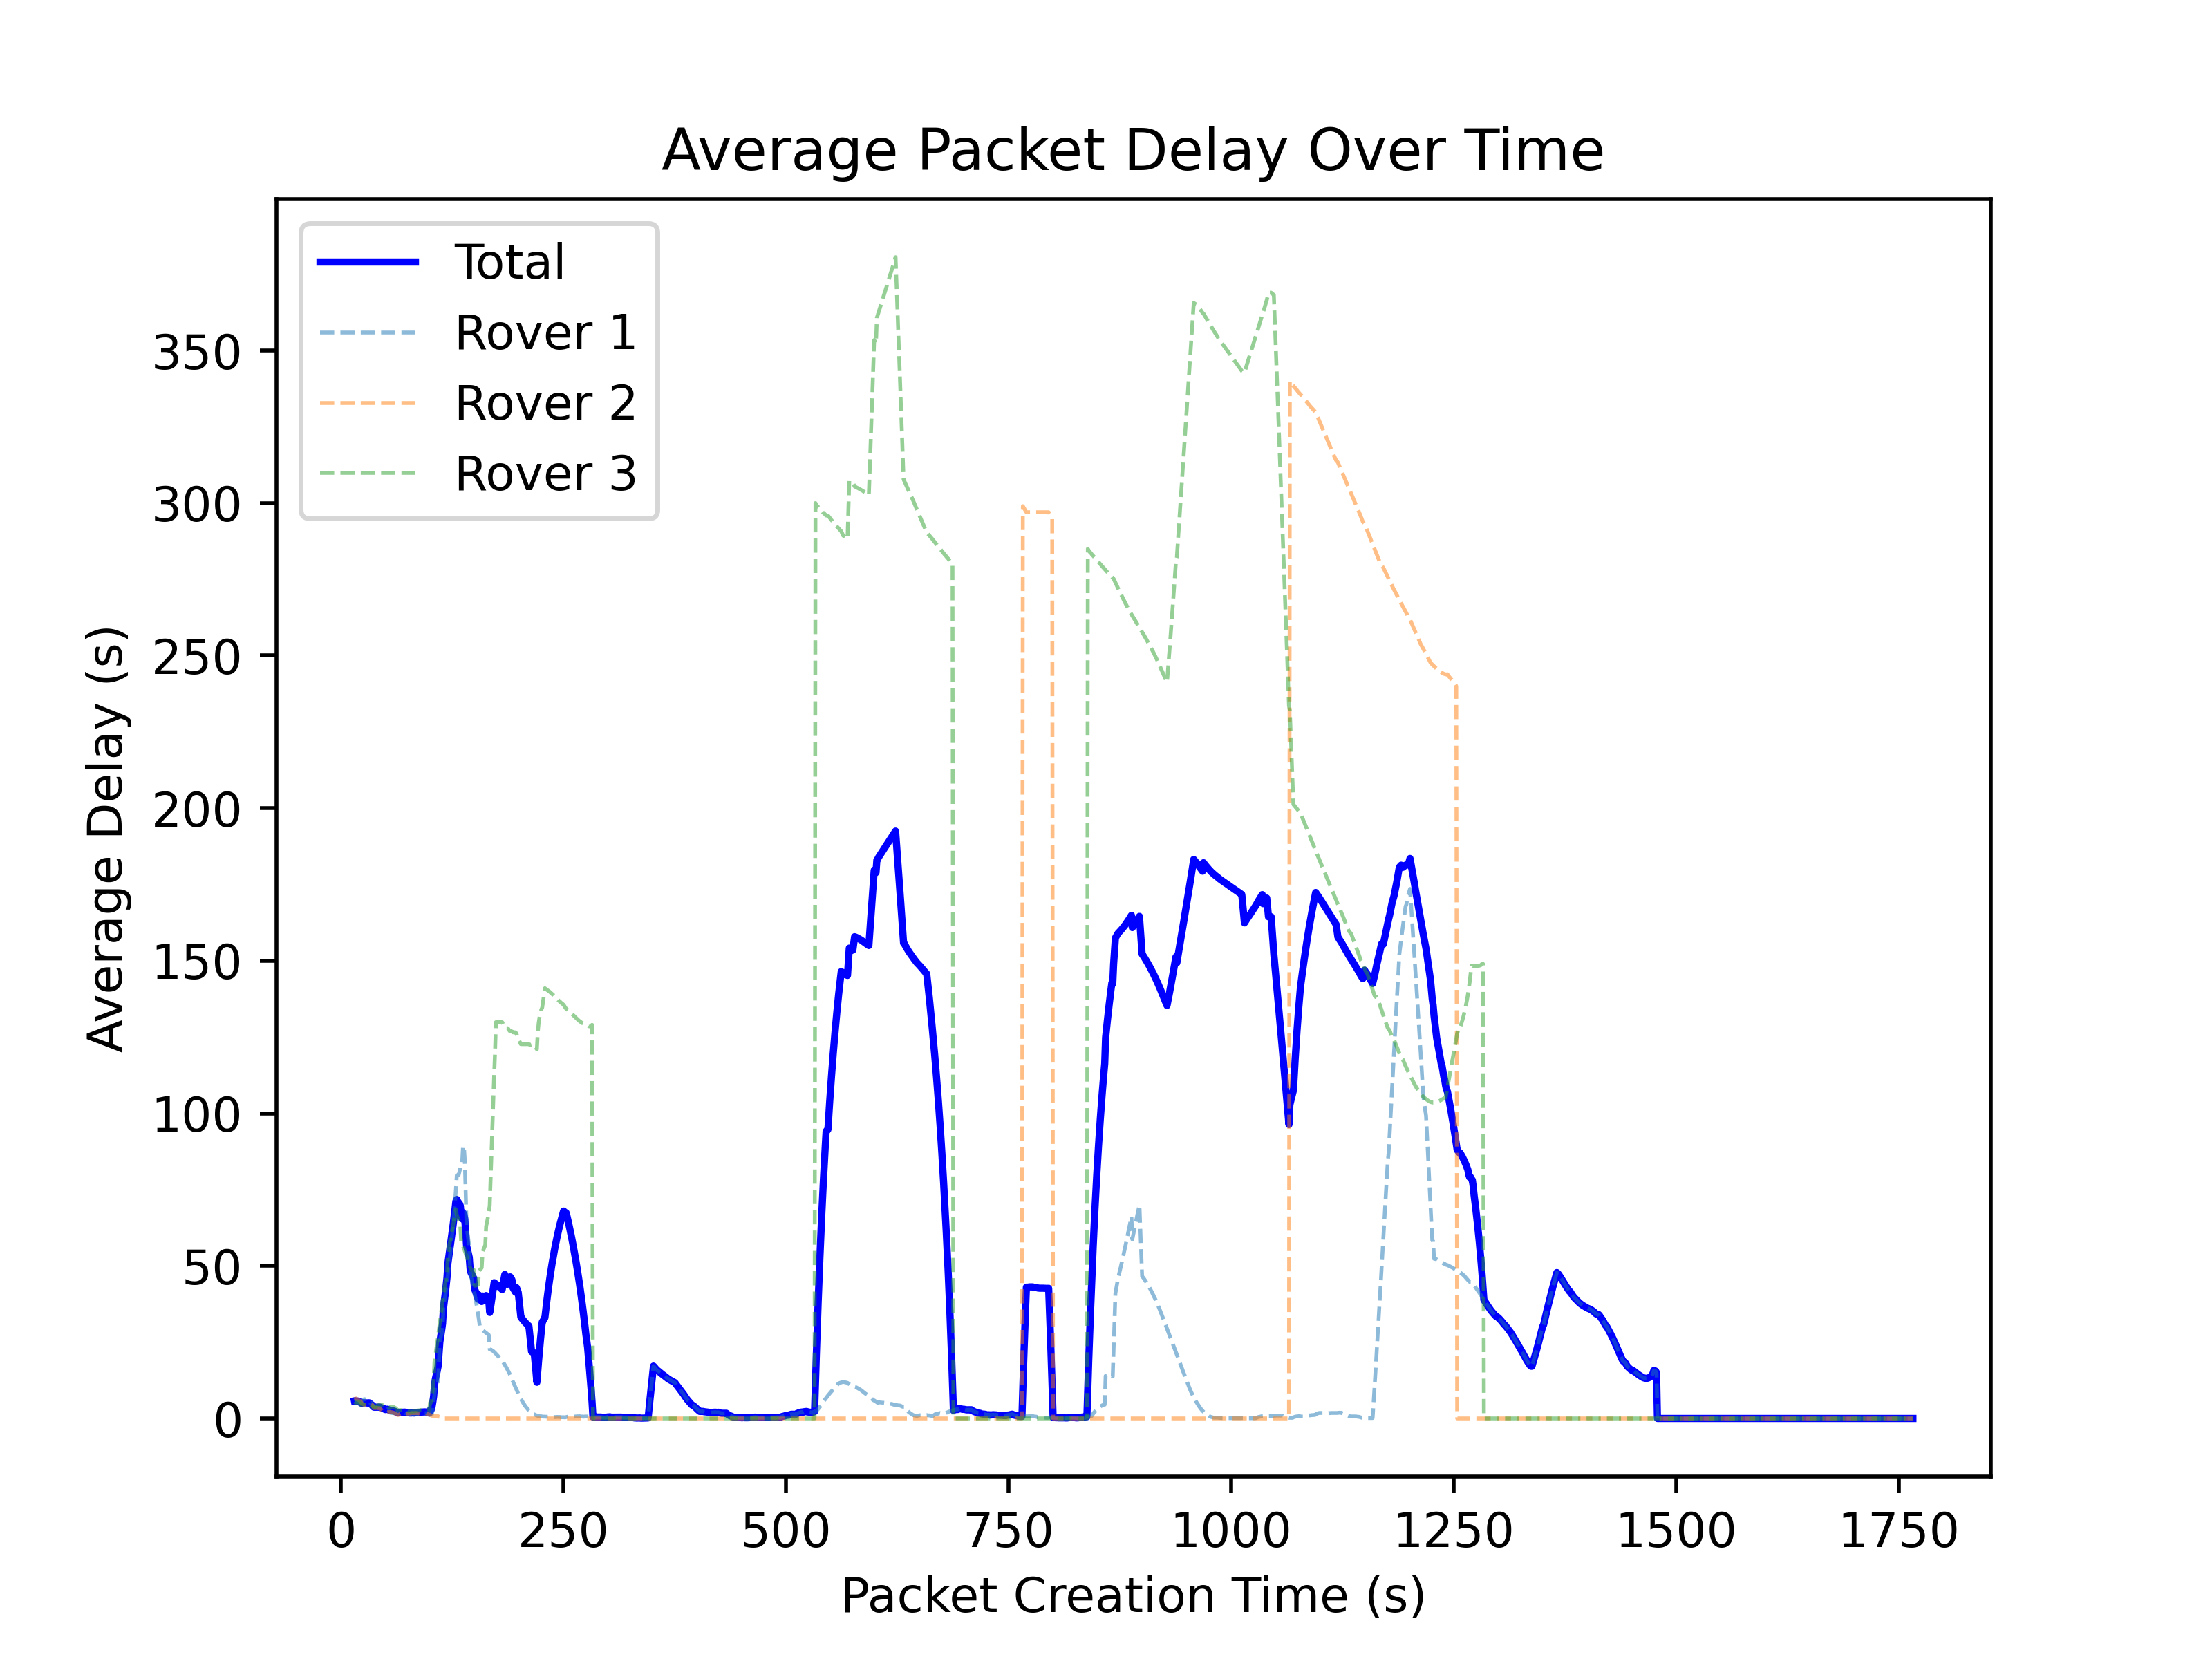 Average Packet Delay Over Time
Total
Rover 1
Rover 2
Rover 3
350
300
250
200
150
100
50
0
Average Delay (s)
0 250 500 750 1000 1250 1500 1750
Packet Creation Time (s)